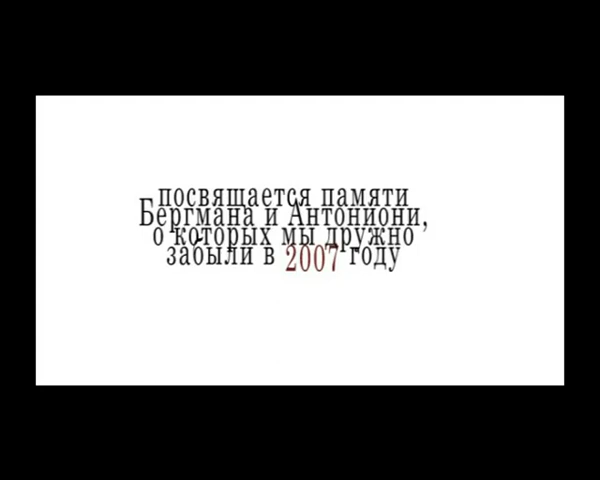 посвящается памяти
Бергмана и Антониони,
о которых мы дружно
забыли в 2007 году